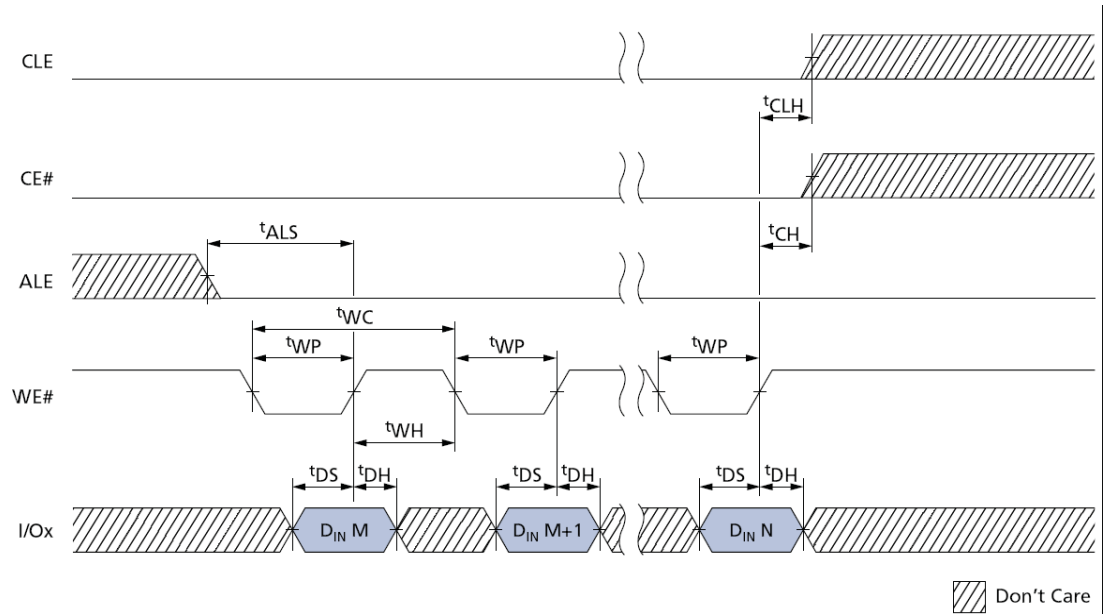 CLE
tCLH
CE#
tCH
tALS
ALE
tWC
tWP tWP tWP
WE#
tWH
tDS tDH tDS tDH tDS tDH
I/Ox DIN M DIN M+1 DIN N
Don't Care